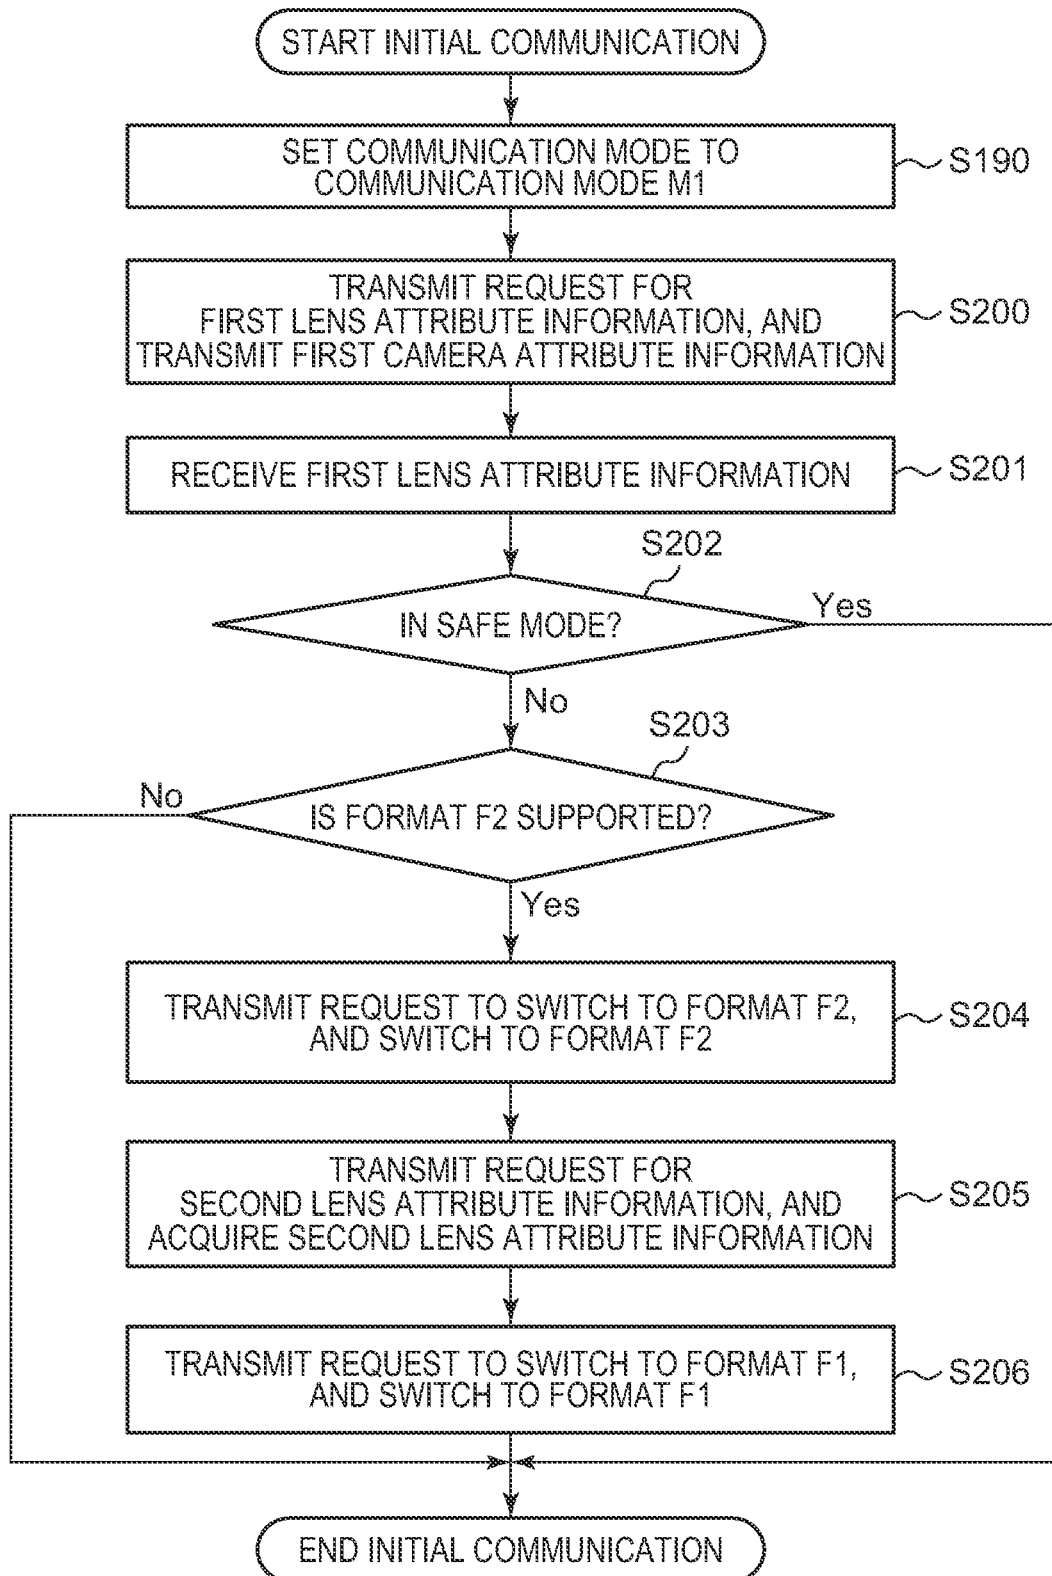 START INITIAL COMMUNICATION
SET COMMUNICATION MODE TO
COMMUNICATION MODE M1
S190
TRANSMIT REQUEST FOR
FIRST LENS ATTRIBUTE INFORMATION, AND
TRANSMIT FIRST CAMERA ATTRIBUTE INFORMATION
S200
RECEIVE FIRST LENS ATTRIBUTE INFORMATION
S201
S202
IN SAFE MODE?
Yes
No
S203
IS FORMAT F2 SUPPORTED?
No
Yes
TRANSMIT REQUEST TO SWITCH TO FORMAT F2,
AND SWITCH TO FORMAT F2
S204
TRANSMIT REQUEST FOR
SECOND LENS ATTRIBUTE INFORMATION, AND
ACQUIRE SECOND LENS ATTRIBUTE INFORMATION
S205
TRANSMIT REQUEST TO SWITCH TO FORMAT F1,
AND SWITCH TO FORMAT F1
S206
END INITIAL COMMUNICATION